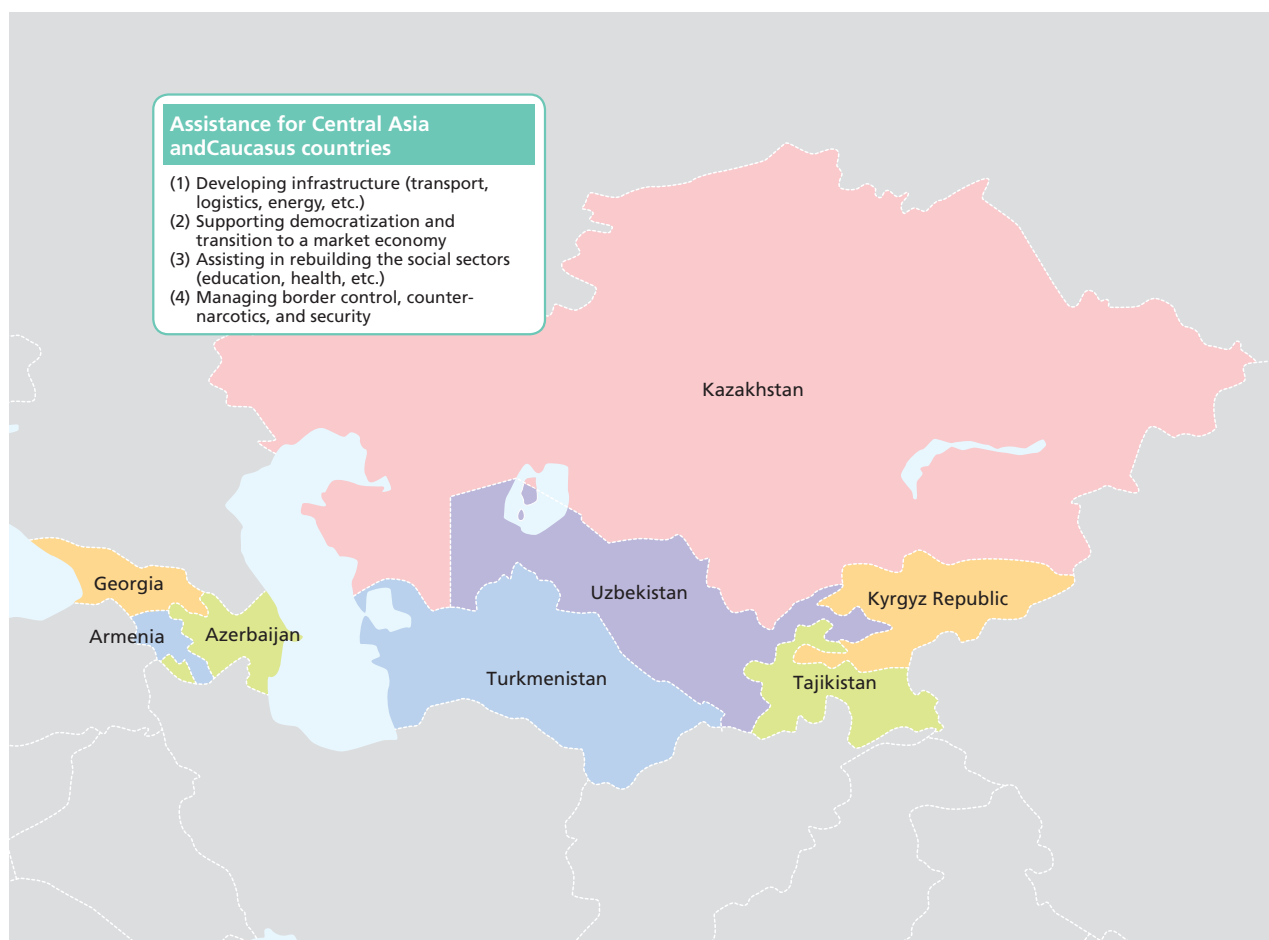 Assistance for Central Asia
andCaucasus countries
(1) Developing infrastructure (transport,
logistics, energy, etc.)
(2) Supporting democratization and
transition to a market economy
(3) Assisting in rebuilding the social sectors
(education, health, etc.)
(4) Managing border control, counter-
narcotics, and security
Kazakhstan
Georgia
Uzbekistan
Kyrgyz Republic
Armenia
Azerbaijan
Turkmenistan
Tajikistan